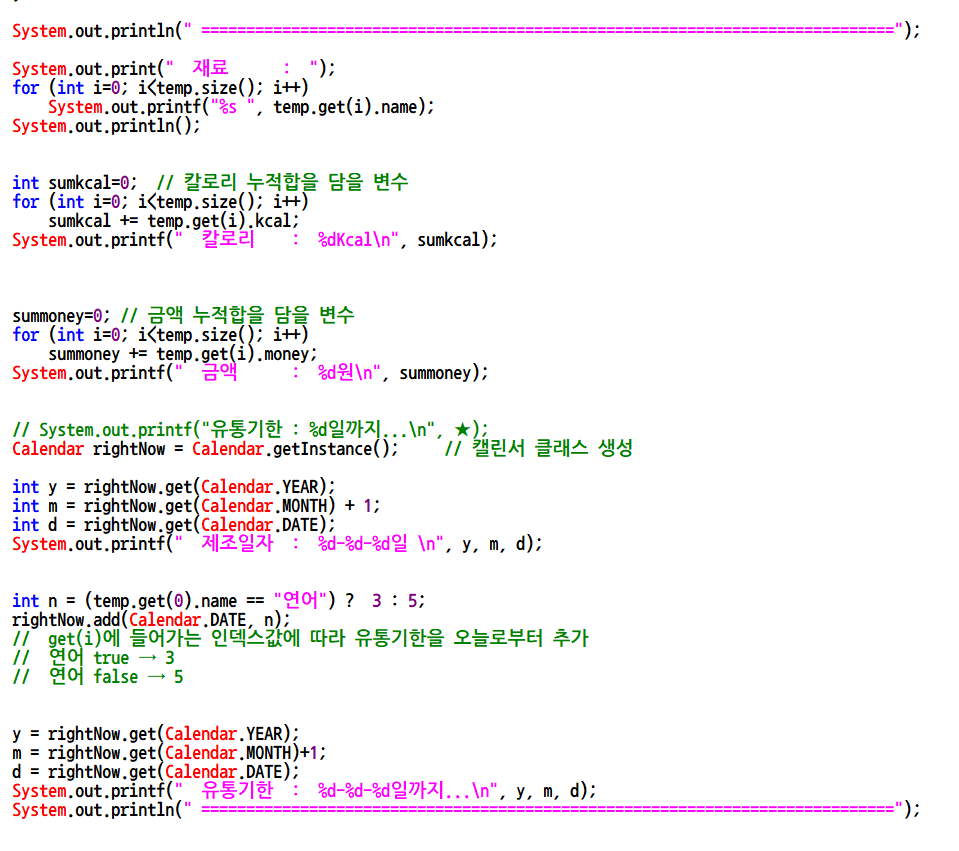 System.out.println(" =============================================================================");
System.out.print("  재료      :  ");
for (int i=0; i<temp.size(); i++)
    System.out.printf("%s ", temp.get(i).name);
System.out.println();
int sumkcal=0;  // 칼로리 누적합을 담을 변수
for (int i=0; i<temp.size(); i++)
    sumkcal += temp.get(i).kcal;
System.out.printf("  칼로리    :  %dKcal\n", sumkcal);
summoney=0; // 금액 누적합을 담을 변수
for (int i=0; i<temp.size(); i++)
    summoney += temp.get(i).money;
System.out.printf("  금액      :  %d원\n", summoney);
// System.out.printf("유통기한 : %d일까지...\n", ★);
Calendar rightNow = Calendar.getInstance();     // 캘린서 클래스 생성
int y = rightNow.get(Calendar.YEAR);
int m = rightNow.get(Calendar.MONTH) + 1;
int d = rightNow.get(Calendar.DATE);
System.out.printf("  제조일자  :  %d-%d-%d일 \n", y, m, d);
int n = (temp.get(0).name == "연어") ?  3 : 5;
rightNow.add(Calendar.DATE, n);
//  get(i)에 들어가는 인덱스값에 따라 유통기한을 오늘로부터 추가
//  연어 true → 3
//  연어 false → 5
y = rightNow.get(Calendar.YEAR);
m = rightNow.get(Calendar.MONTH)+1;
d = rightNow.get(Calendar.DATE);
System.out.printf("  유통기한  :  %d-%d-%d일까지...\n", y, m, d);
System.out.println(" =============================================================================");